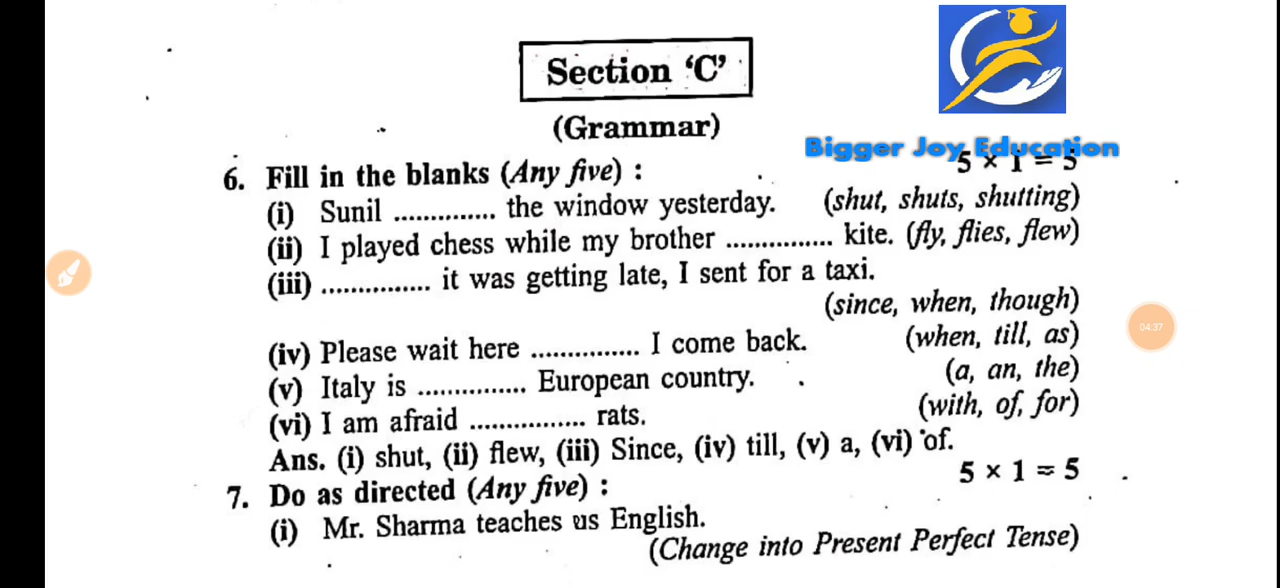 Section ‘C’
(Grammar)
Bigger Joy Education
6. Fill in the blanks (Any five) : 5 × 1 = 5
(i) Sunil .............. the window yesterday. (shut, shuts, shutting)
(ii) I played chess while my brother ............... kite. (fly, flies, flew)
(iii) ............... it was getting late, I sent for a taxi.
(since, when, though)
(iv) Please wait here ............... I come back. (when, till, as)
(v) Italy is ............... European country. (a, an, the)
(vi) I am afraid ................ rats. (with, of, for)
Ans. (i) shut, (ii) flew, (iii) Since, (iv) till, (v) a, (vi) of.
7. Do as directed (Any five) : 5 × 1 = 5
(i) Mr. Sharma teaches us English.
(Change into Present Perfect Tense)
04:37